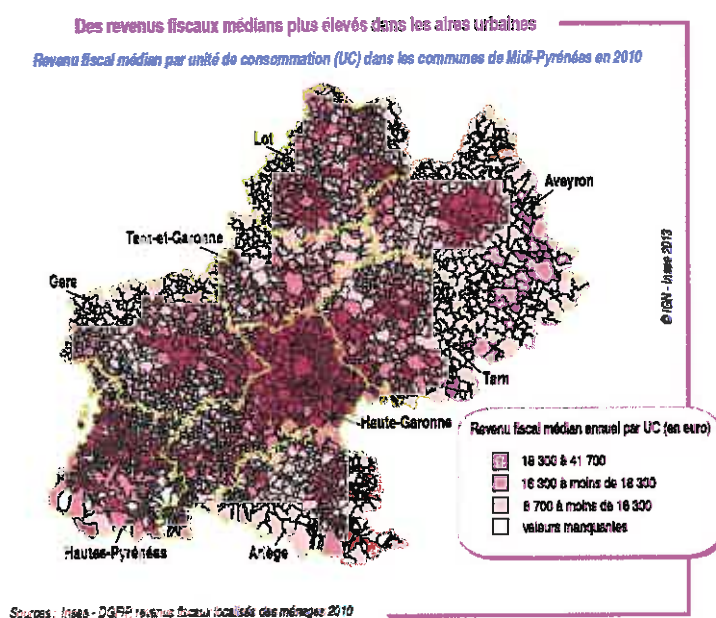 Des revenus fiscaux médians plus élevés dans les aires urbaines
Revenu fiscal médian par unité de consommation (UC) dans les communes de Midi-Pyrénées en 2010
Lot
Aveyron
Tarn-et-Garonne
Gers
© IGN - Insee 2013
Tarn
Haute-Garonne
Revenu fiscal médian annuel par UC (en euro)
18 300 à 41 700
16 300 à moins de 18 300
8 700 à moins de 16 300
valeurs manquantes
Hautes-Pyrénées
Ariège
Sources : Insee - DGFIP revenus fiscaux localisés des ménages 2010